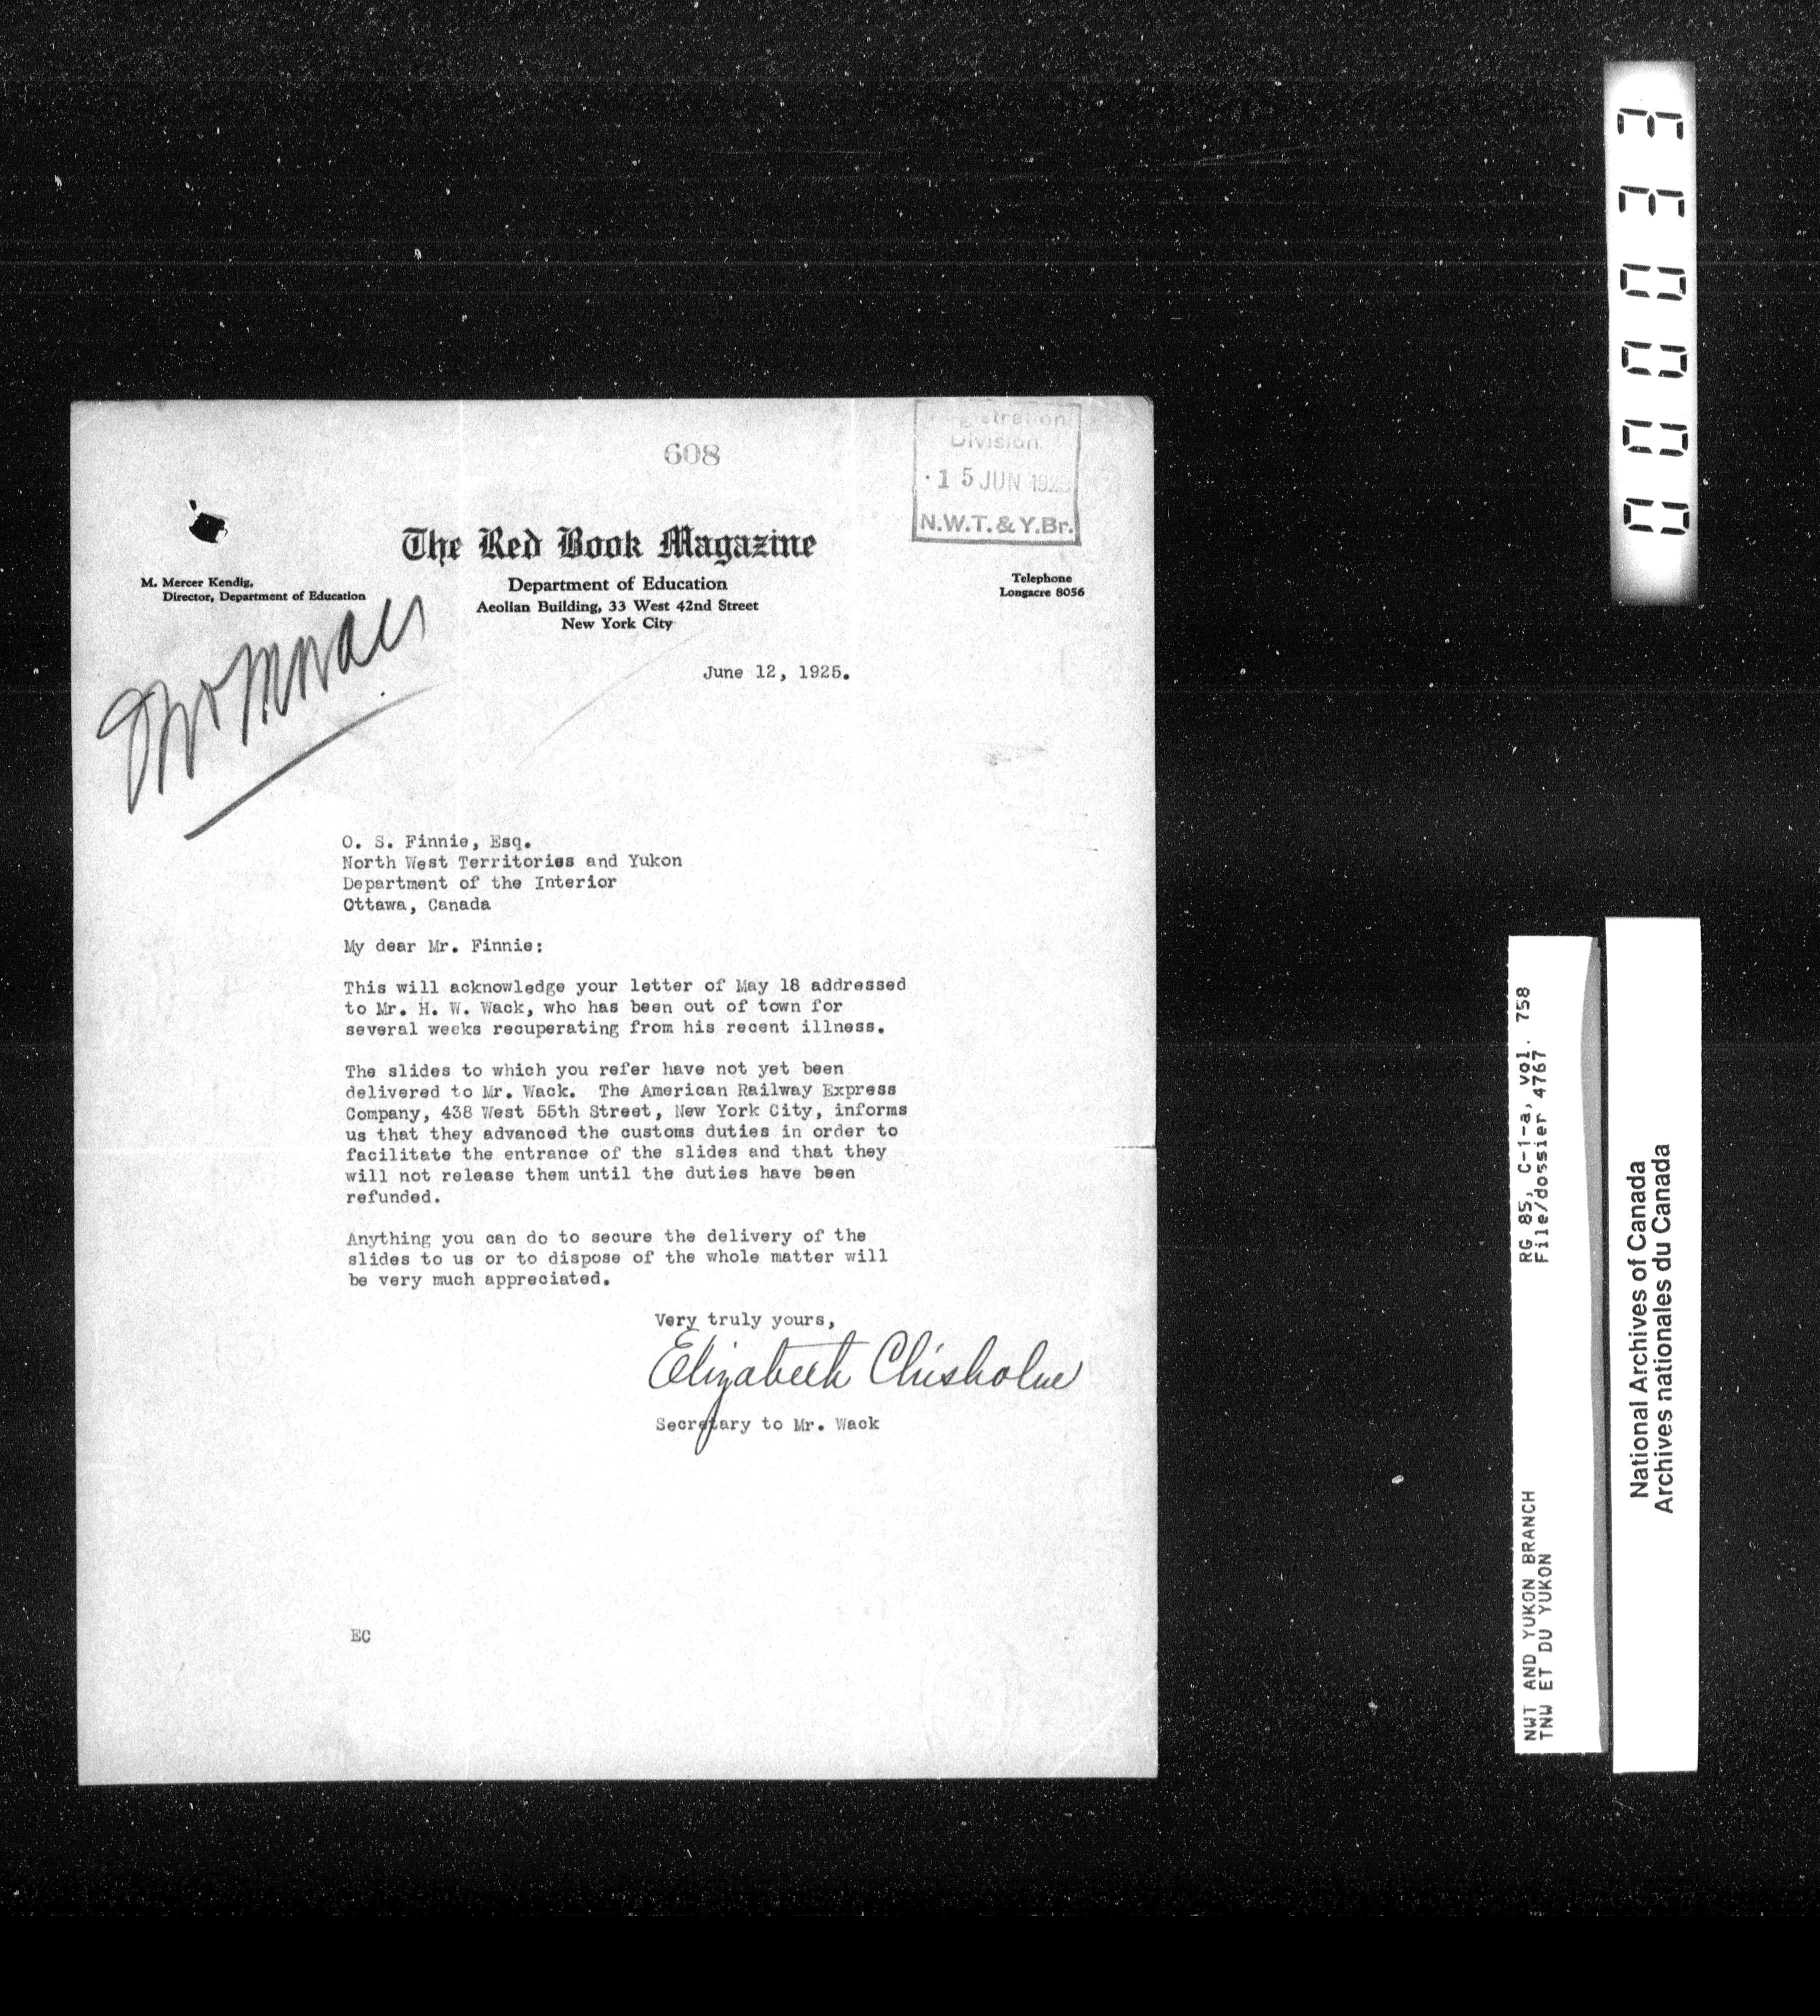 608
Registration
Division
15 JUN 192
N.W.T. & Y.Br.
The Red Book Magazine
M. Mercer Kendig,
Director, Department of Education
Department of Education
Aeolian Building, 33 West 42nd Street
New York City
Telephone
Longacre 8056
June 12, 1925.
O. S. Finnie, Esq.
North West Territories and Yukon
Department of the Interior
Ottawa, Canada
My dear Mr. Finnie:
This will acknowledge your letter of May 18 addressed
to Mr. H. W. Wack, who has been out of town for
several weeks recuperating from his recent illness.
The slides to which you refer have not yet been
delivered to Mr. Wack. The American Railway Express
Company, 438 West 55th Street, New York City, informs
us that they advanced the customs duties in order to
facilitate the entrance of the slides and that they
will not release them until the duties have been
refunded.
Anything you can do to secure the delivery of the
slides to us or to dispose of the whole matter will
be very much appreciated.
Very truly yours,
Elizabeth Chisholm
Secretary to Mr. Wack
EC
000033
NWT AND YUKON BRANCH
TNW ET DU YUKON
RG 85, C-1-a, vol. 758
File/dossier 4767
National Archives of Canada
Archives nationales du Canada